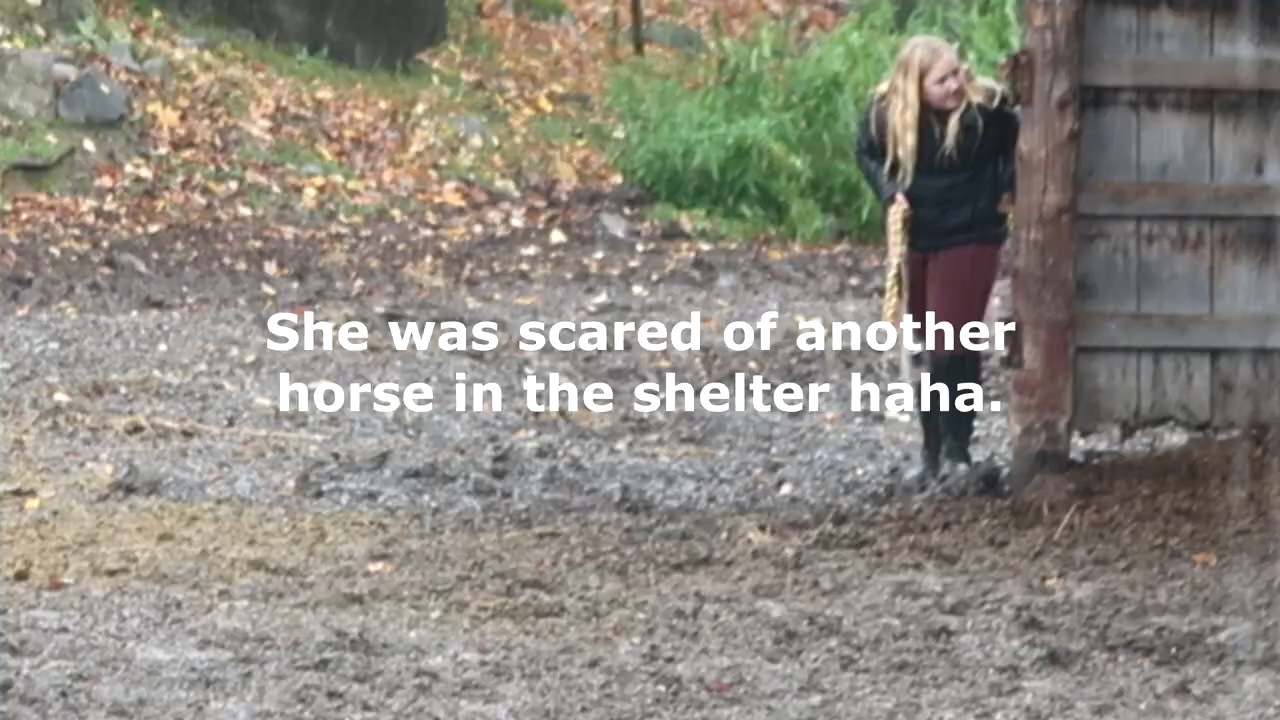 She was scared of another
horse in the shelter haha.